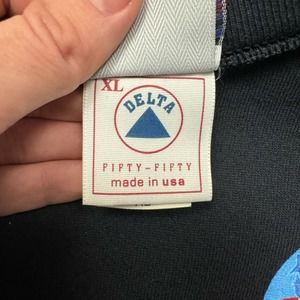 XL
DELTA
FIFTY-FIFTY
made in usa